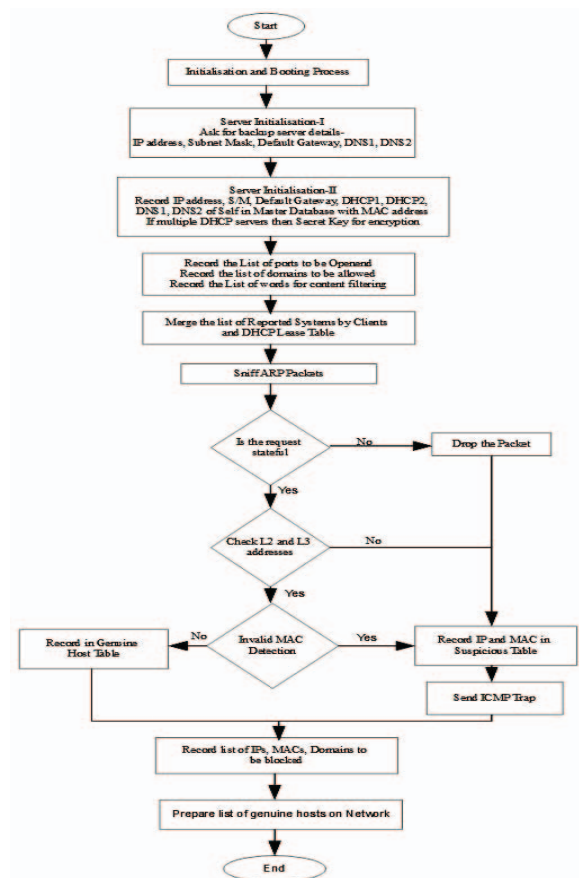 Start
Initialisation and Booting Process
Server Initialisation-I
Ask for backup server details-
IP address, Subnet Mask, Default Gateway, DNS1, DNS2
Server Initialisation-II
Record IP address, S/M, Default Gateway, DHCP1, DHCP2,
DNS1, DNS2 of Self in Master Database with MAC address
If multiple DHCP servers then Secret Key for encryption
Record the List of ports to be Openend
Record the list of domains to be allowed
Record the List of words for content filtering
Merge the list of Reported Systems by Clients
and DHCP Lease Table
Sniff ARP Packets
Is the request
stateful
No
Drop the Packet
Yes
Check L2 and L3
addresses
No
Yes
Record in Genuine
Host Table
No
Invalid MAC
Detection
Yes
Record IP and MAC in
Suspicious Table
Send ICMP Trap
Record list of IPs, MACs, Domains to
be blocked
Prepare list of genuine hosts on Network
End